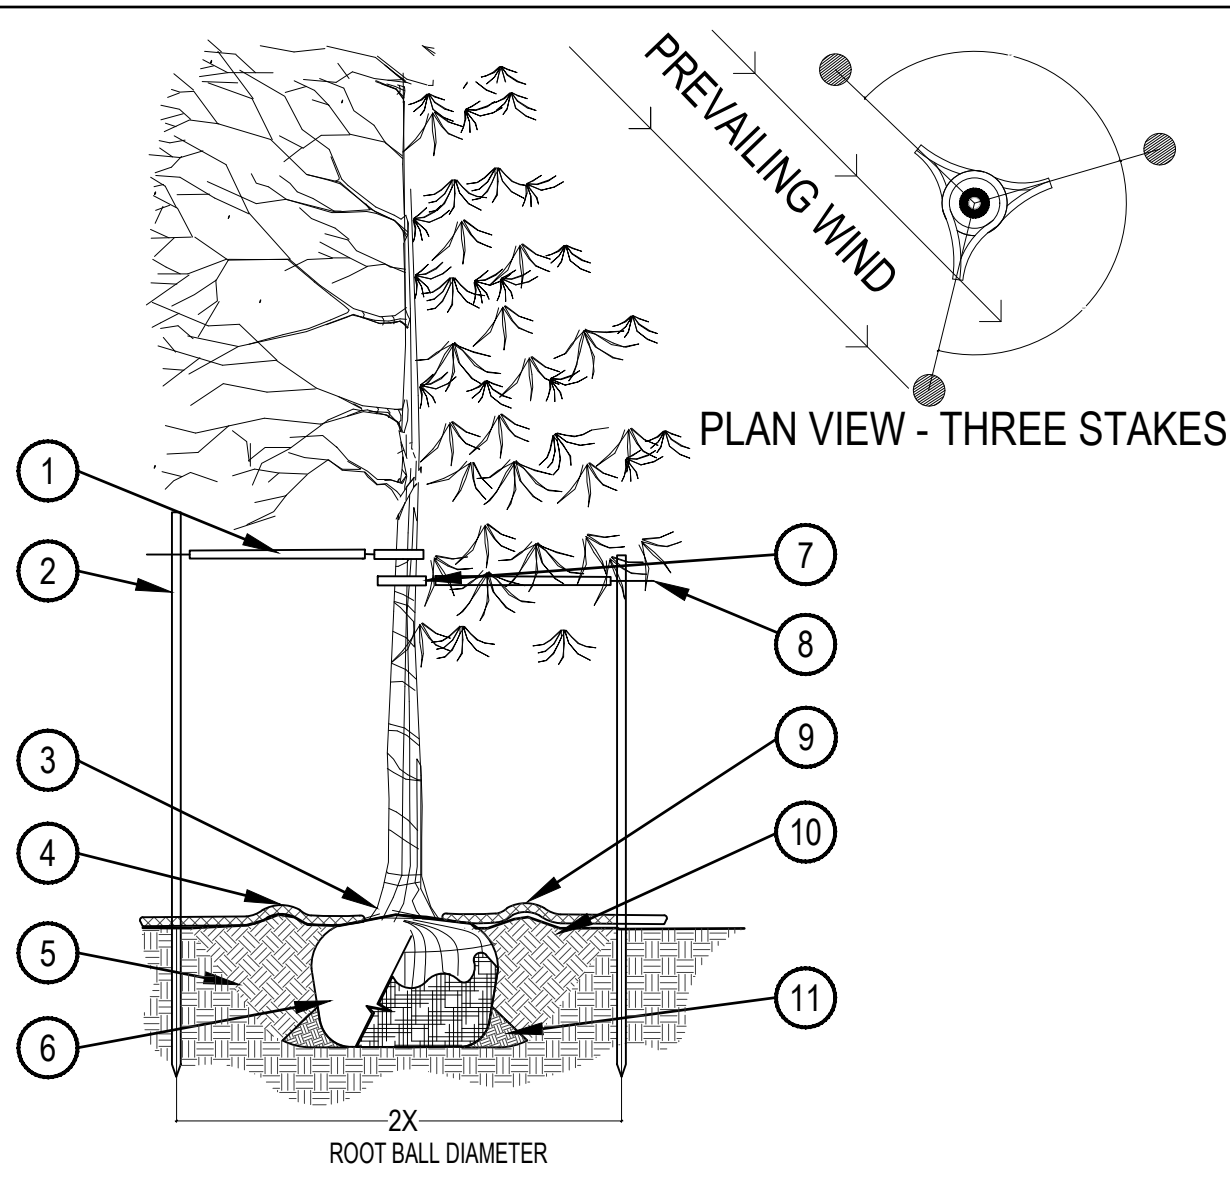 PREVAILING WIND
PLAN VIEW - THREE STAKES
1
2
7
8
3
9
4
10
5
11
6
2X
ROOT BALL DIAMETER